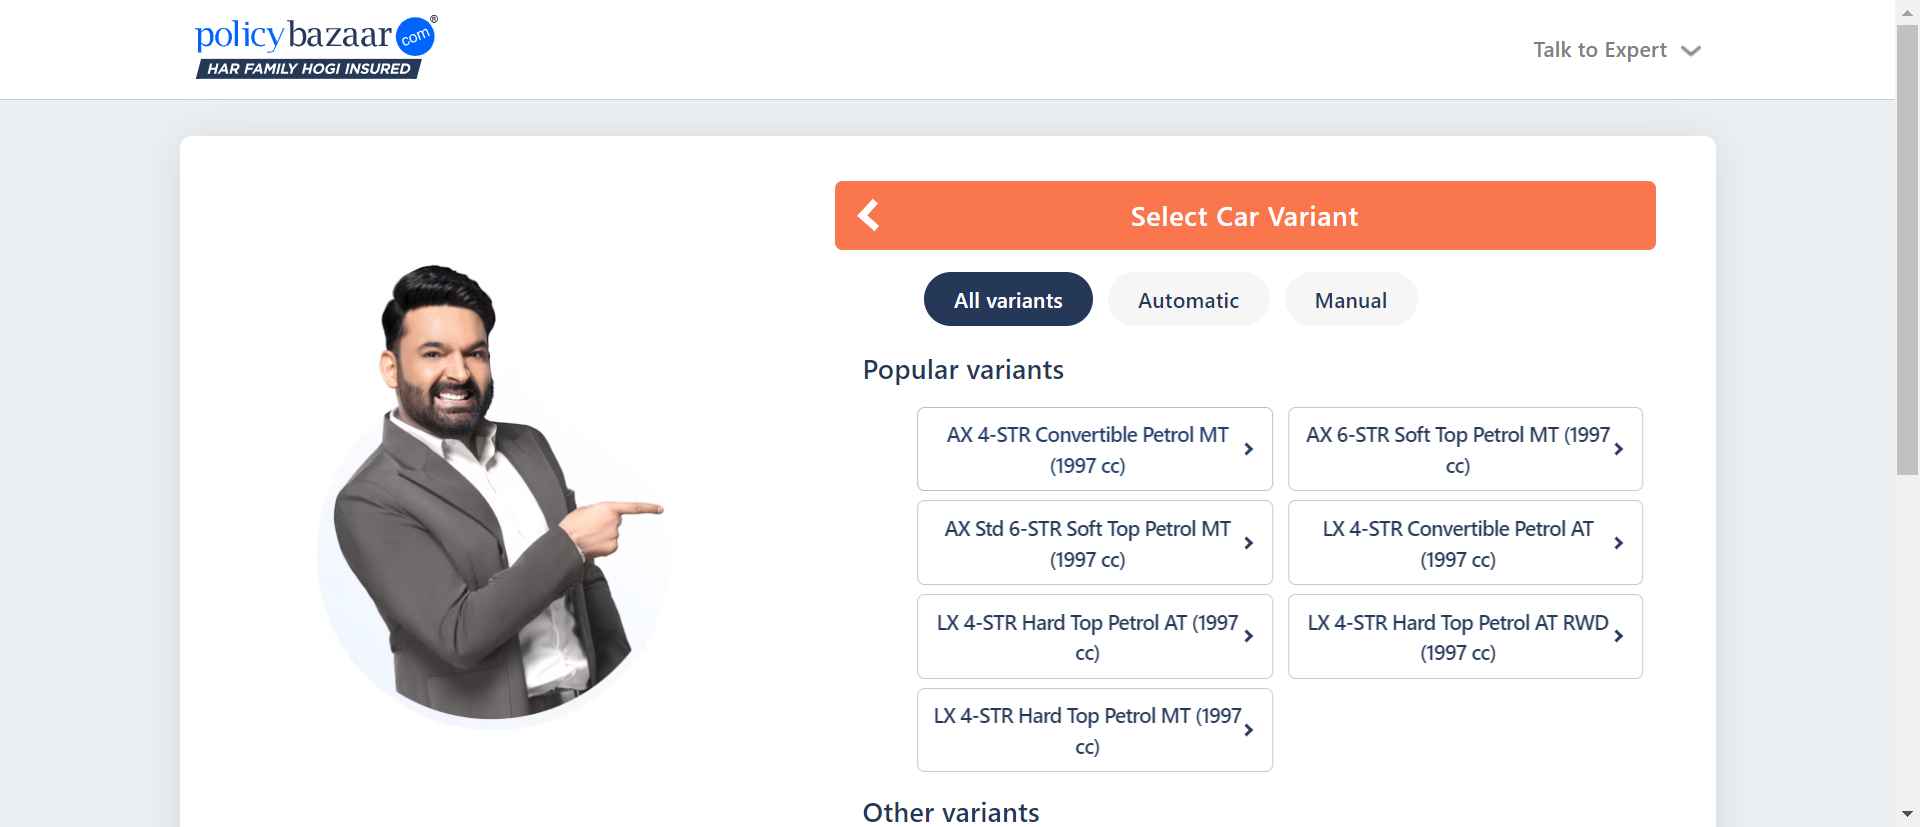 policybazaar com®
HAR FAMILY HOGI INSURED
Talk to Expert
Select Car Variant
All variants
Automatic
Manual
Popular variants
AX 4-STR Convertible Petrol MT
(1997 cc)
AX 6-STR Soft Top Petrol MT (1997
cc)
AX Std 6-STR Soft Top Petrol MT
(1997 cc)
LX 4-STR Convertible Petrol AT
(1997 cc)
LX 4-STR Hard Top Petrol AT (1997
cc)
LX 4-STR Hard Top Petrol AT RWD
(1997 cc)
LX 4-STR Hard Top Petrol MT (1997
cc)
Other variants